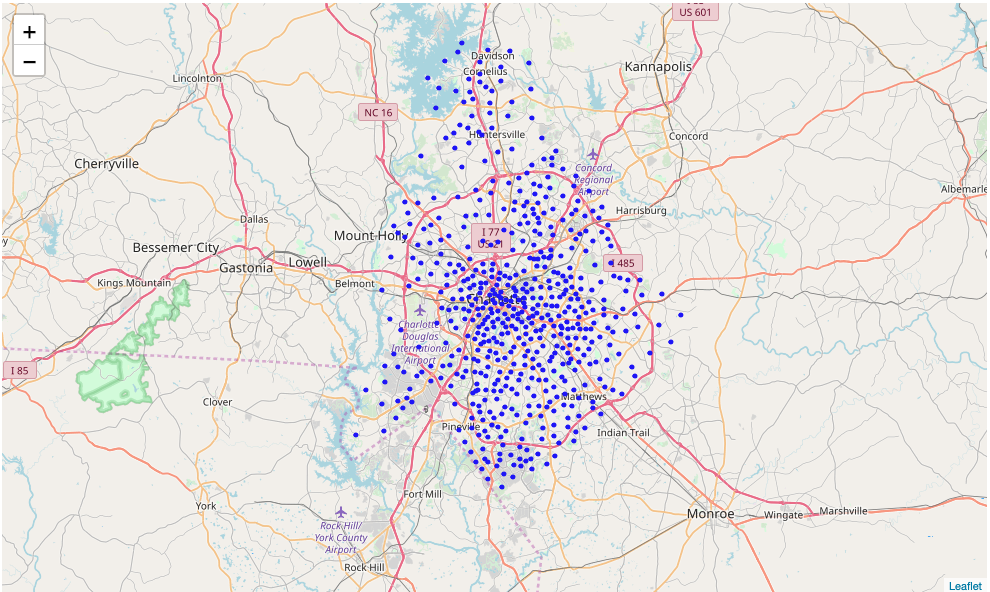 +
−
US 601
Davidson
Cornelius
Kannapolis
Lincolnton
NC 16
Huntersville
Concord
Cherryville
Concord
Regional
Airport
Albemarle
Harrisburg
Dallas
Mount Holly
I 77
US 21
Bessemer City
Lowell
Gastonia
I 485
Kings Mountain
Belmont
Charlotte
Douglas
International
Airport
I 85
Clover
Matthews
Pineville
Indian Trail
Fort Mill
York
Monroe
Wingate
Marshville
Rock Hill/
York County
Airport
Rock Hill
Leaflet